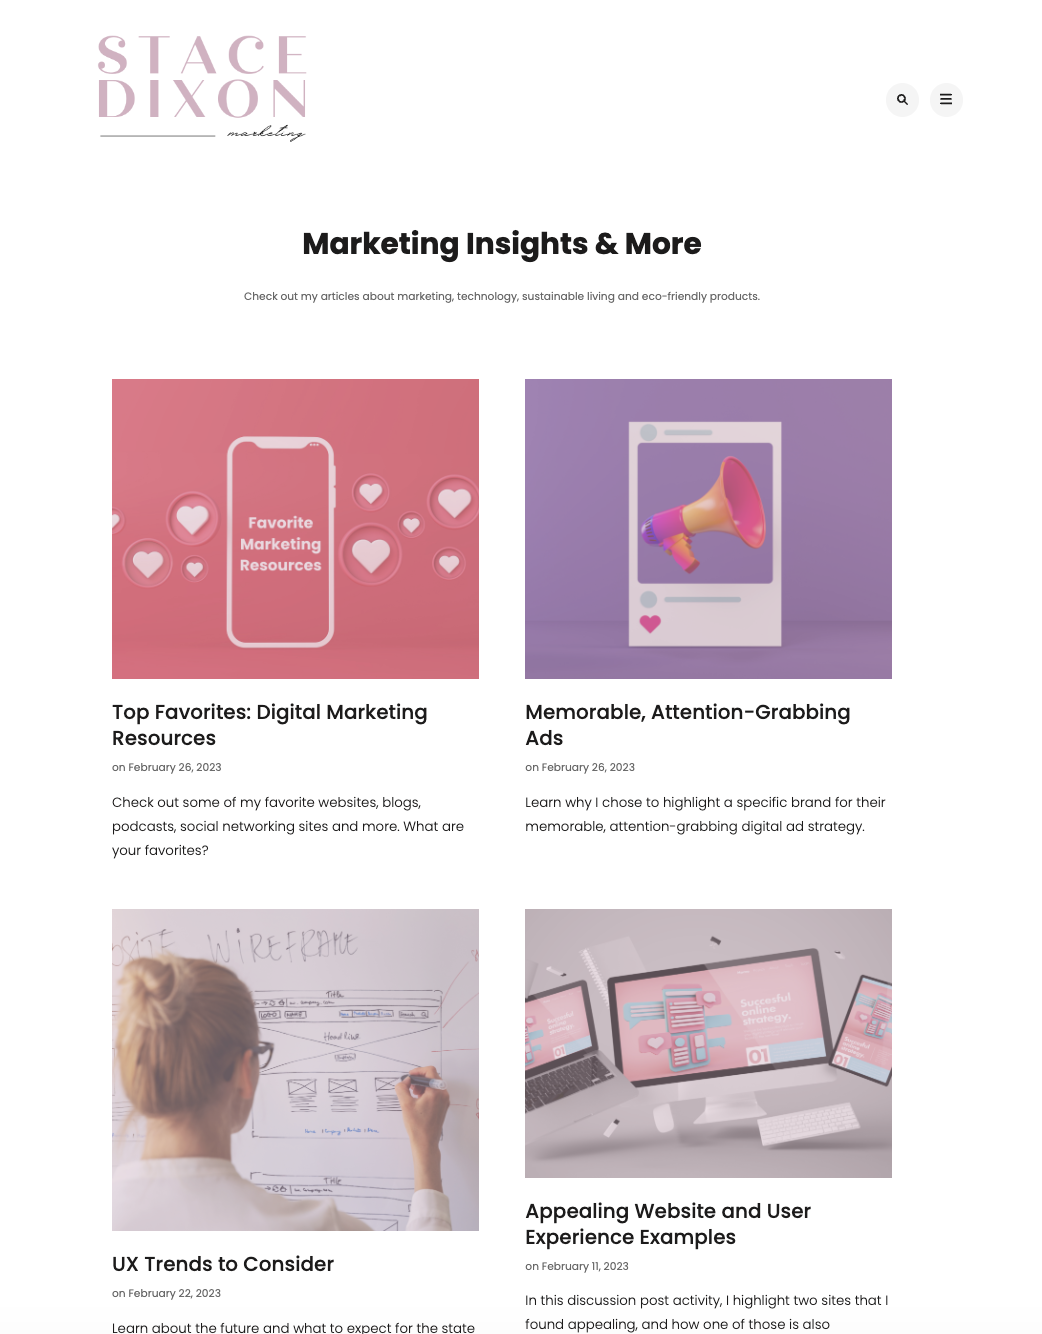 STACE
DIXON
marketing
Marketing Insights & More
Check out my articles about marketing, technology, sustainable living and eco-friendly products.
Favorite
Marketing
Resources
Top Favorites: Digital Marketing
Resources
on February 26, 2023
Check out some of my favorite websites, blogs,
podcasts, social networking sites and more. What are
your favorites?
Memorable, Attention-Grabbing
Ads
on February 26, 2023
Learn why I chose to highlight a specific brand for their
memorable, attention-grabbing digital ad strategy.
WIREFRAME
Title
Title
UX Trends to Consider
on February 22, 2023
Learn about the future and what to expect for the state
Succesful
online
strategy.
01
Appealing Website and User
Experience Examples
on February 11, 2023
In this discussion post activity, I highlight two sites that I
found appealing, and how one of those is also